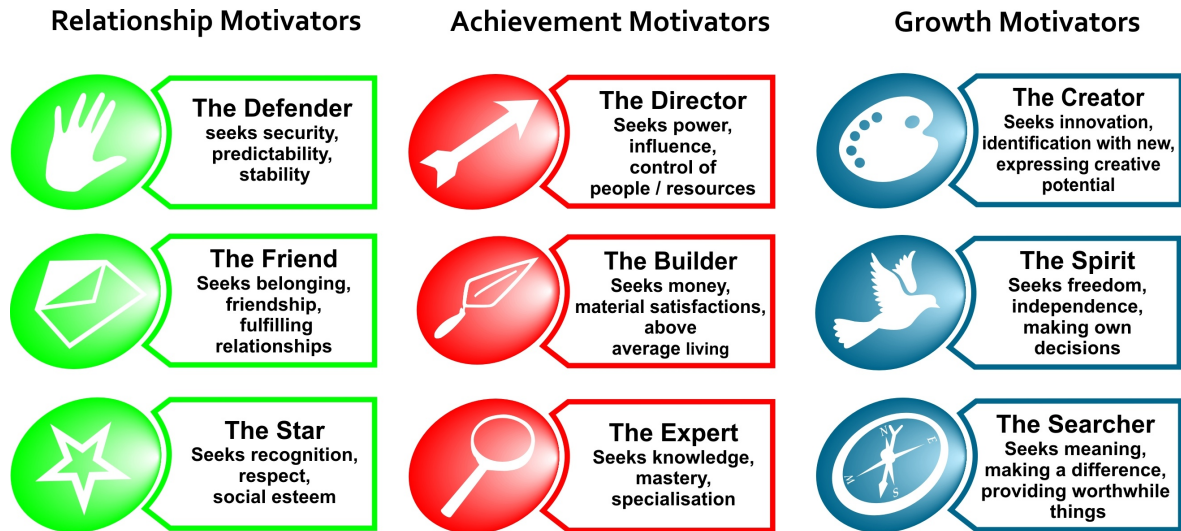 Relationship Motivators
The Defender
seeks security,
predictability,
stability
The Friend
Seeks belonging,
friendship,
fulfilling
relationships
The Star
Seeks recognition,
respect,
social esteem
Achievement Motivators
The Director
Seeks power,
influence,
control of
people / resources
The Builder
Seeks money,
material satisfactions,
above
average living
The Expert
Seeks knowledge,
mastery,
specialisation
Growth Motivators
The Creator
Seeks innovation,
identification with new,
expressing creative
potential
The Spirit
Seeks freedom,
independence,
making own
decisions
N
E
W
S
The Searcher
Seeks meaning,
making a difference,
providing worthwhile
things